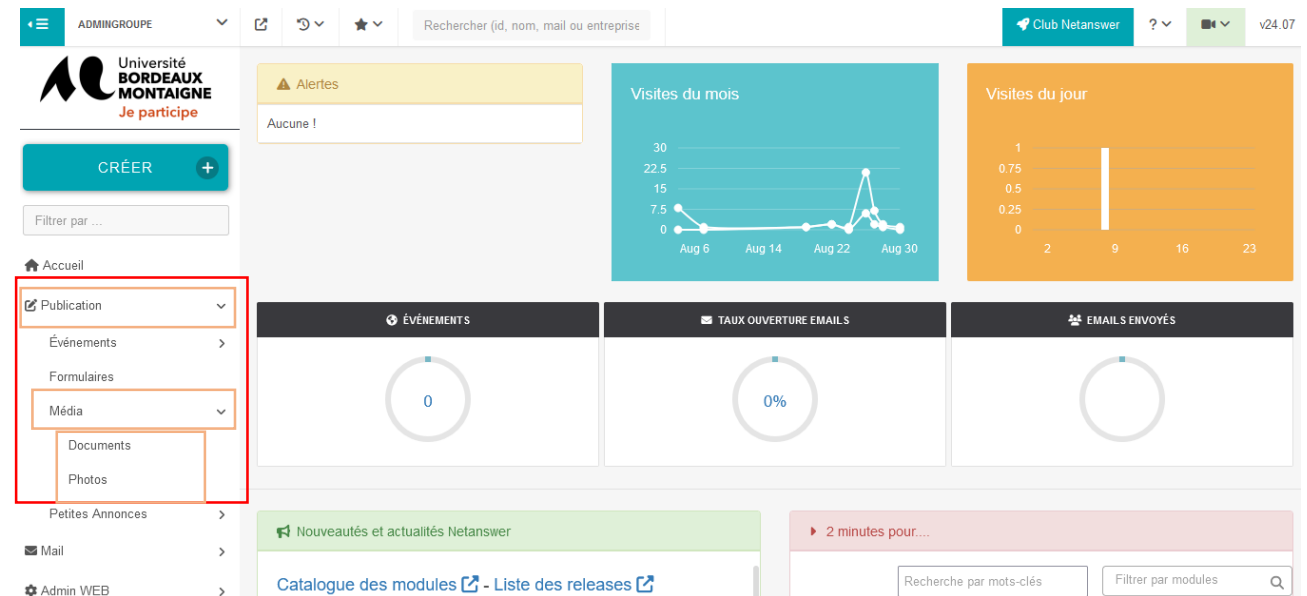 ADMINGROUPE
Rechercher (id, nom, mail ou entreprise
Club Netanswer
?
v24.07
Université
BORDEAUX
MONTAIGNE
Je participe
CRÉER
Filtrer par ...
Accueil
Publication
Événements
Formulaires
Média
Documents
Photos
Petites Annonces
Mail
Admin WEB
Alertes
Aucune !
Visites du mois
30
22.5
15
7.5
0
Aug 6 Aug 14 Aug 22 Aug 30
Visites du jour
1
0.75
0.5
0.25
0
2 9 16 23
ÉVÈNEMENTS
0
TAUX OUVERTURE EMAILS
0%
EMAILS ENVOYÉS
Nouveautés et actualités Netanswer
Catalogue des modules - Liste des releases
2 minutes pour....
Recherche par mots-clés
Filtrer par modules